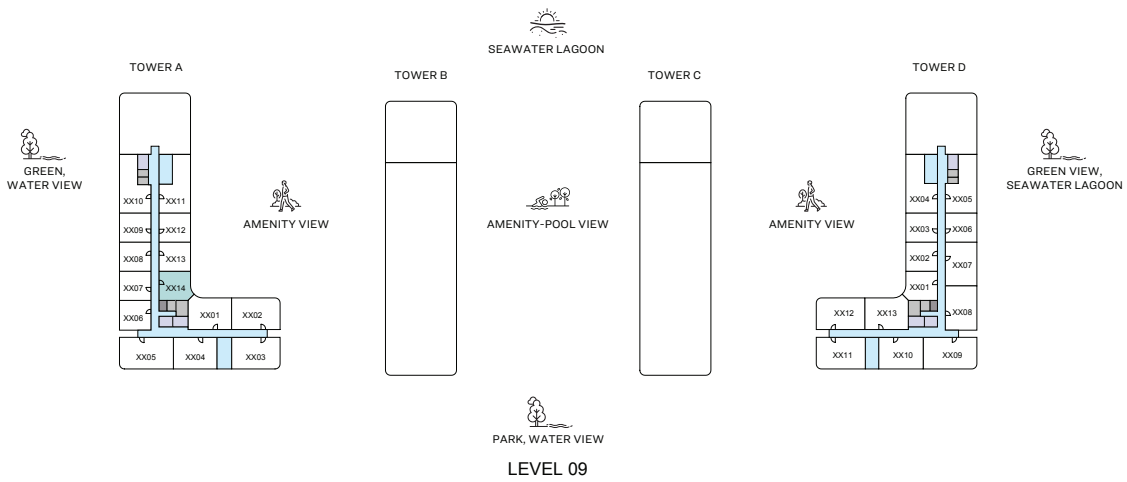 SEAWATER LAGOON
TOWER A
TOWER B
TOWER C
TOWER D
GREEN,
WATER VIEW
AMENITY VIEW
AMENITY-POOL VIEW
AMENITY VIEW
GREEN VIEW,
SEAWATER LAGOON
XX10 XX11
XX09 XX12
XX08 XX13
XX07 XX14
XX06 XX01 XX02
XX05 XX04 XX03
XX04 XX05
XX03 XX06
XX02 XX07
XX01
XX12 XX13 XX08
XX11 XX10 XX09
PARK, WATER VIEW
LEVEL 09